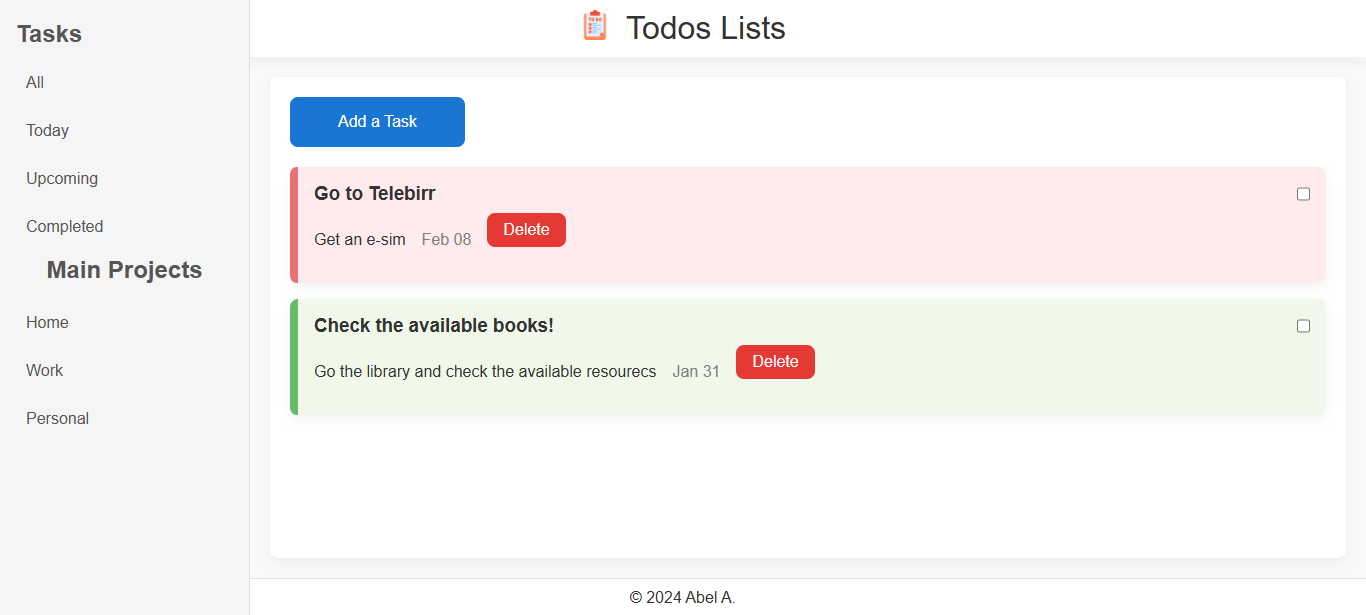 Tasks
All
Today
Upcoming
Completed
Main Projects
Home
Work
Personal
TO DO
Todos Lists
Add a Task
Go to Telebirr
Get an e-sim Feb 08 Delete
Check the available books!
Go the library and check the available resourecs Jan 31 Delete
© 2024 Abel A.